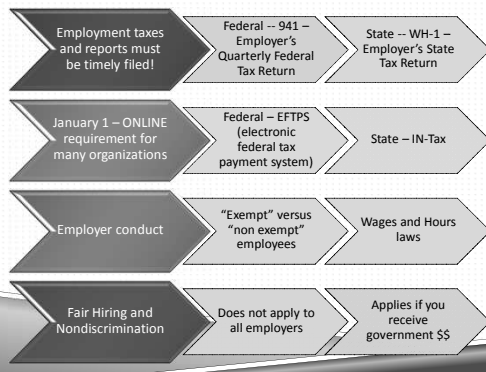 Employment taxes
and reports must
be timely filed!
Federal -- 941 –
Employer's
Quarterly Federal
Tax Return
State -- WH-1 –
Employer's State
Tax Return
January 1 – ONLINE
requirement for
many organizations
Federal – EFTPS
(electronic
federal tax
payment system)
State – IN-Tax
Employer conduct
"Exempt" versus
"non exempt"
employees
Wages and Hours
laws
Fair Hiring and
Nondiscrimination
Does not apply to
all employers
Applies if you
receive
government $$